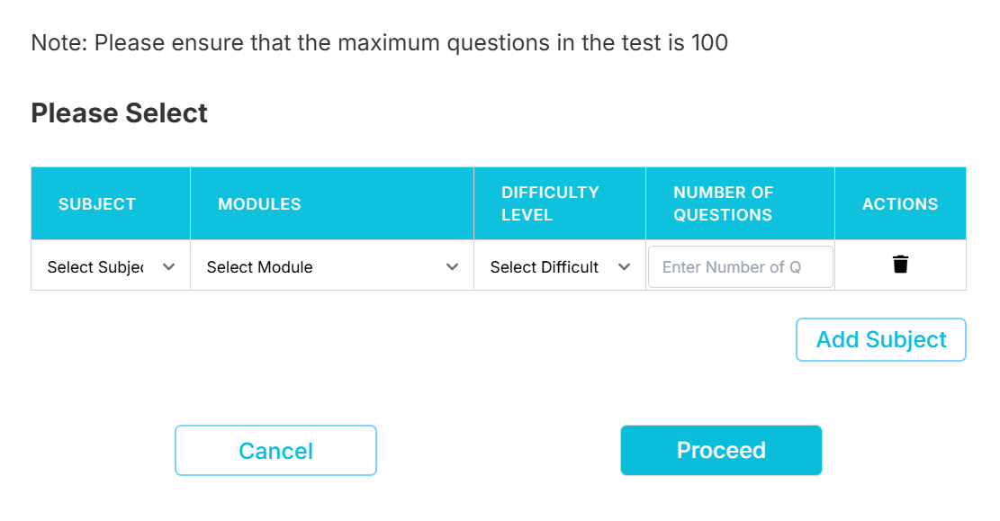 Note: Please ensure that the maximum questions in the test is 100
Please Select
SUBJECT
MODULES
DIFFICULTY
LEVEL
NUMBER OF
QUESTIONS
ACTIONS
Select Subjec
Select Module
Select Difficult
Enter Number of Q
Add Subject
Cancel
Proceed